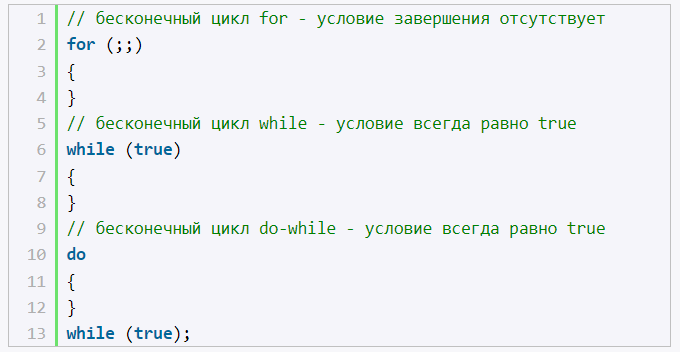 1 // бесконечный цикл for - условие завершения отсутствует
2 for (;;)
3 {
4 }
5 // бесконечный цикл while - условие всегда равно true
6 while (true)
7 {
8 }
9 // бесконечный цикл do-while - условие всегда равно true
10 do
11 {
12 }
13 while (true);